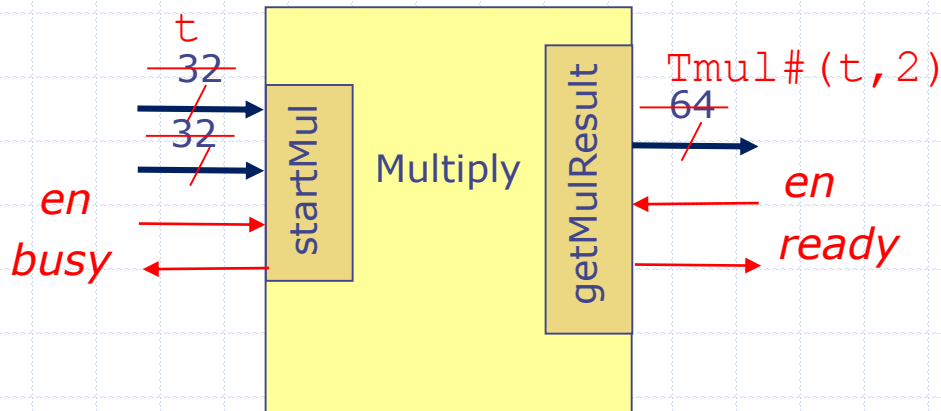 t
32
32
en
busy
startMul
Multiply
getMulResult
Tmul#(t,2)
64
en
ready